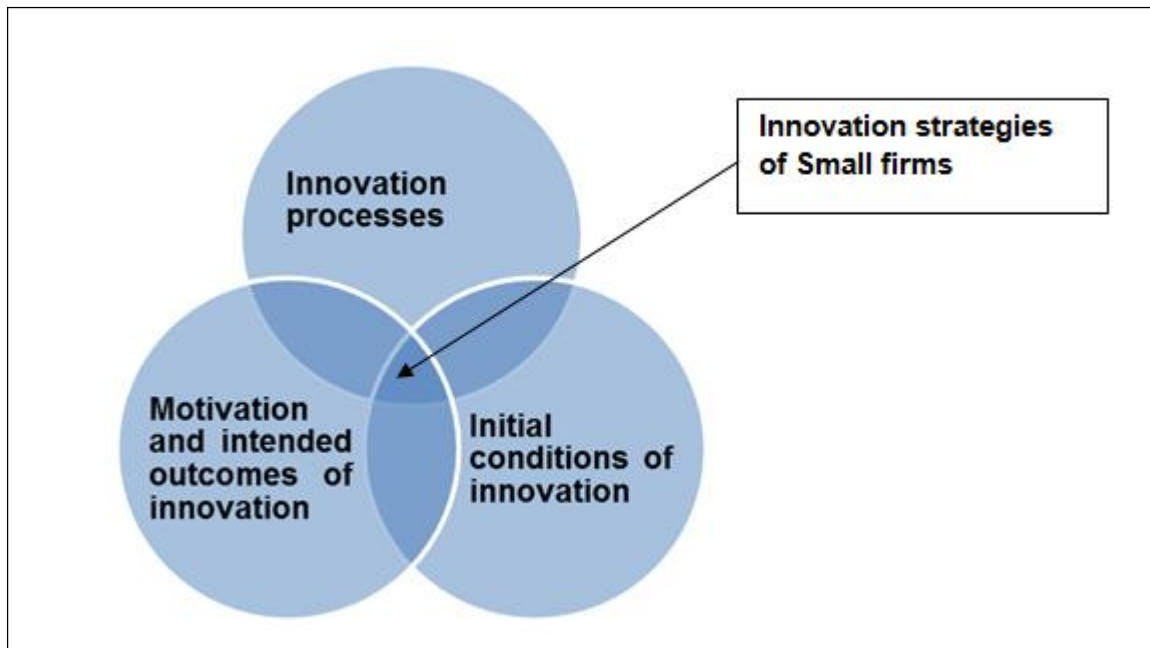 Innovation strategies
of Small firms
Innovation
processes
Motivation
and intended
outcomes of
innovation
Initial
conditions of
innovation